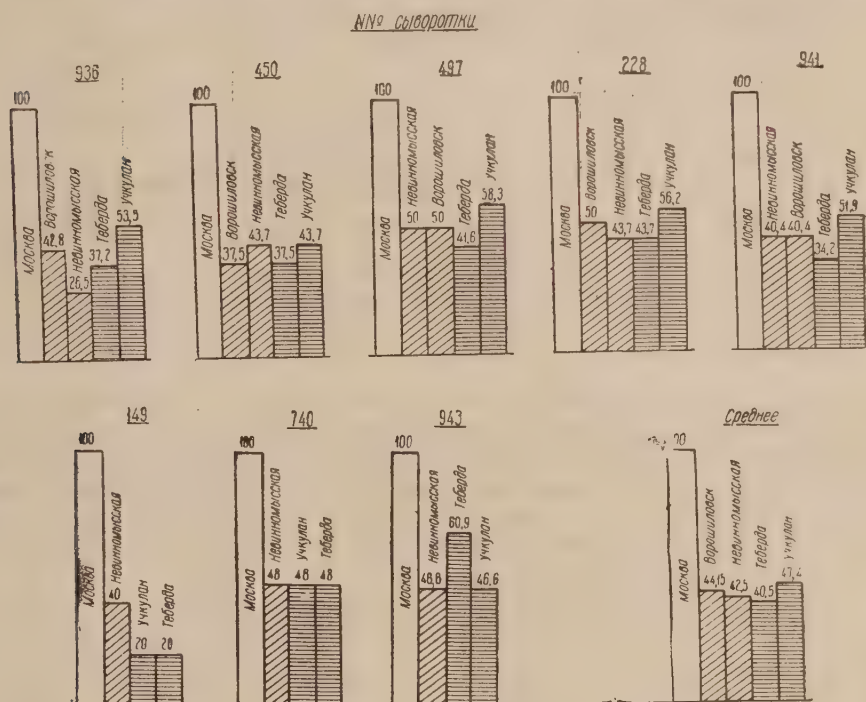 №№ сыворотки
936
100
Москва
Ворошиловск
42,8
Невинномысская
26,5
Теберда
37,2
Учкулан
53,9
450
100
Москва
Ворошиловск
37,5
Невинномысская
43,7
Теберда
37,5
Учкулан
43,7
497
100
Москва
Невинномысская
50
Ворошиловск
50
Теберда
41,6
Учкулан
58,3
228
100
Москва
Ворошиловск
50
Невинномысская
43,7
Теберда
43,7
Учкулан
56,2
941
100
Москва
Невинномысская
40,4
Ворошиловск
40,4
Теберда
34,2
Учкулан
51,9
149
100
Москва
Невинномысская
40
Учкулан
20
Теберда
20
740
100
Москва
Невинномысская
48
Учкулан
48
Теберда
48
943
100
Москва
Невинномысская
Теберда
60,9
Учкулан
46,6
Среднее
Москва
Ворошиловск
44,15
Невинномысская
42,5
Теберда
40,5
Учкулан
47,4